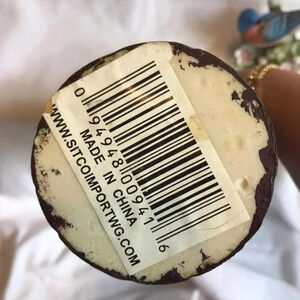 0 94948 00941 6
MADE IN CHINA
WWW.SITCOIMPORTWG.COM